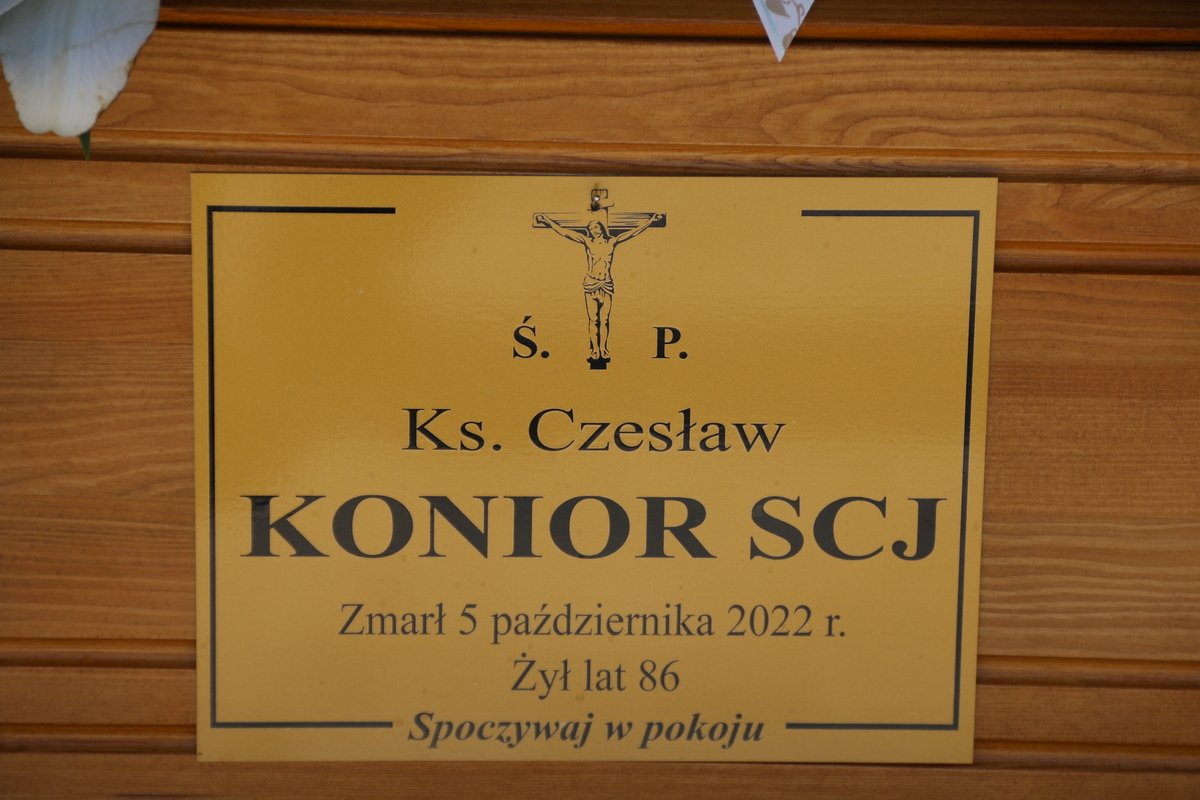 Ś. P.
Ks. Czesław
KONIOR SCJ
Zmarł 5 października 2022 r.
Żył lat 86
Spoczywaj w pokoju